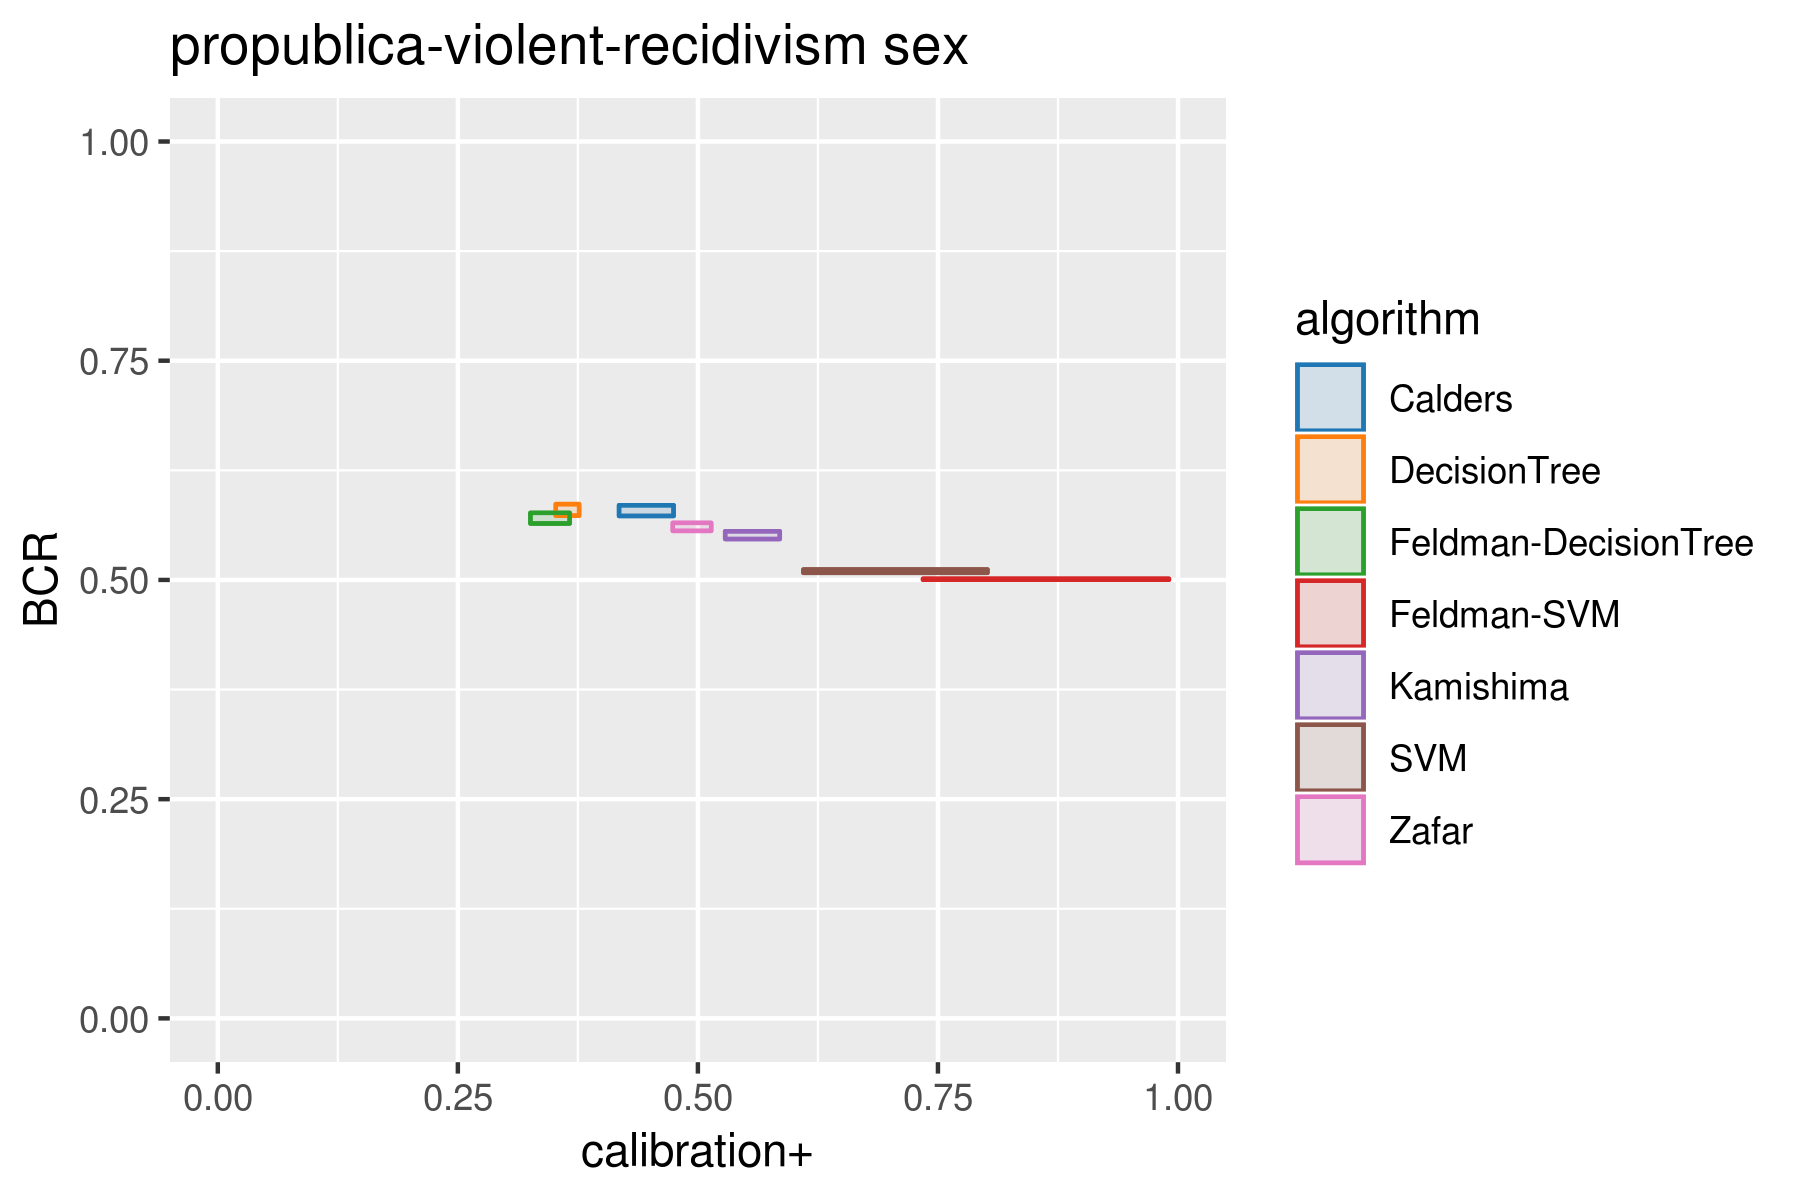 propublica-violent-recidivism sex
1.00
0.75
0.50
0.25
0.00
BCR
0.00 0.25 0.50 0.75 1.00
calibration+
algorithm
Calders
DecisionTree
Feldman-DecisionTree
Feldman-SVM
Kamishima
SVM
Zafar